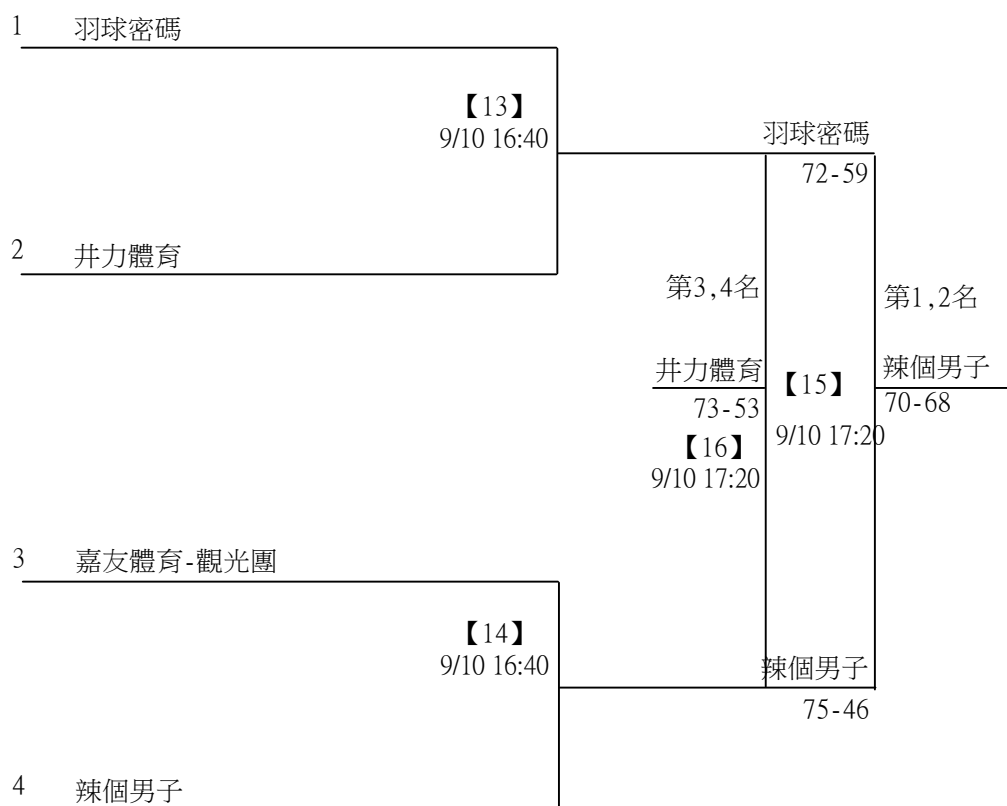 1 羽球密碼
【13】
9/10 16:40
羽球密碼
72-59
2 井力體育
第3,4名
第1,2名
井力體育
73-53
【15】
9/10 17:20
辣個男子
70-68
【16】
9/10 17:20
3 嘉友體育-觀光團
【14】
9/10 16:40
辣個男子
75-46
4 辣個男子